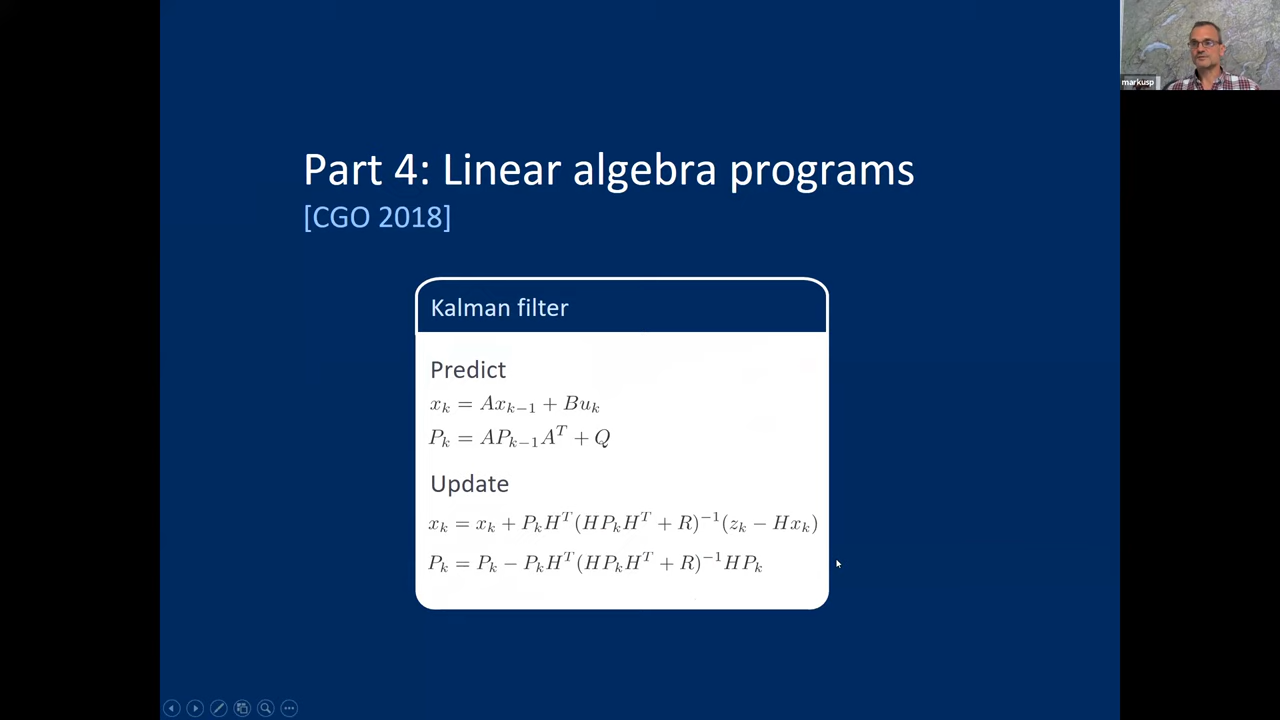 Part 4: Linear algebra programs
[CGO 2018]
Kalman filter
Predict
x_k = Ax_{k−1} + Bu_k
P_k = AP_{k−1}A^T + Q
Update
x_k = x_k + P_kH^T(HP_kH^T + R)^{−1}(z_k − Hx_k)
P_k = P_k − P_kH^T(HP_kH^T + R)^{−1}HP_k
markusp